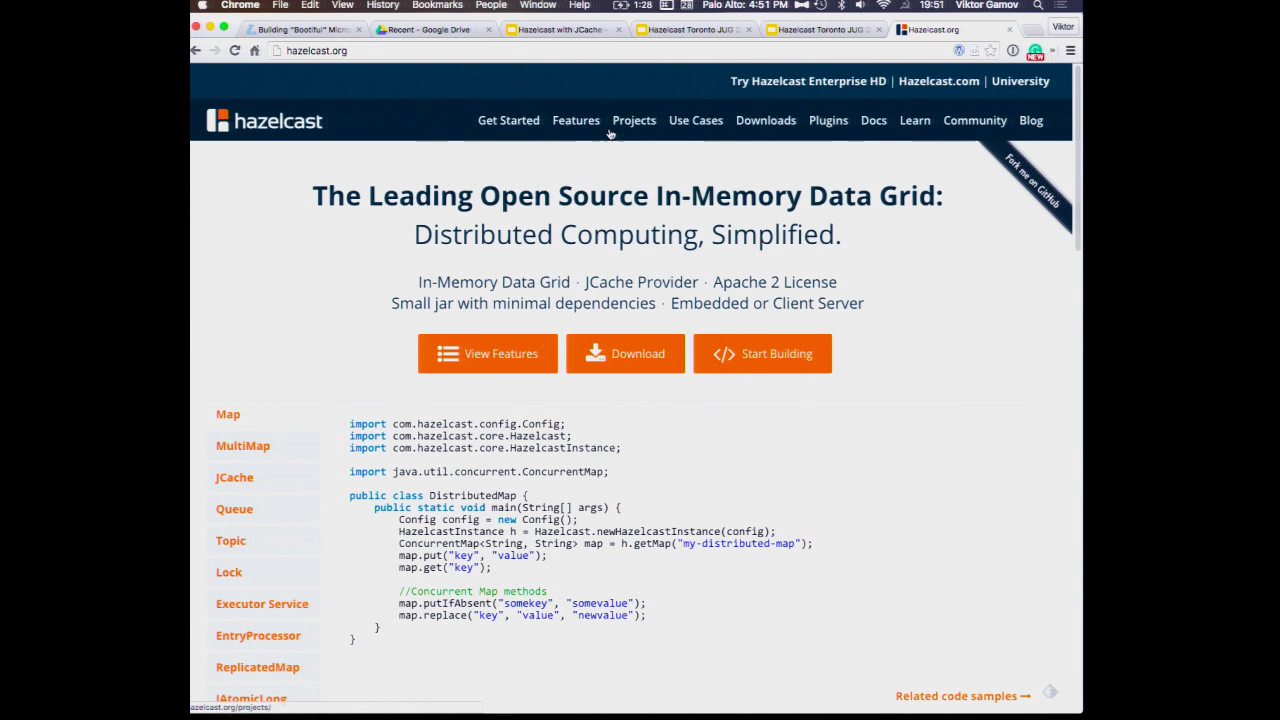 Chrome File Edit View History Bookmarks People Window Help 1:28 28 Palo Alto: 4:51 PM 19:51 Viktor Gamov
Building "Bootiful" Micro Recent - Google Drive Hazelcast with JCache - Hazelcast Toronto JUG 2 Hazelcast Toronto JUG 2 Hazelcast.org Viktor
hazelcast.org NEW
Try Hazelcast Enterprise HD | Hazelcast.com | University
hazelcast Get Started Features Projects Use Cases Downloads Plugins Docs Learn Community Blog
Fork me on GitHub
The Leading Open Source In-Memory Data Grid:
Distributed Computing, Simplified.
In-Memory Data Grid · JCache Provider · Apache 2 License
Small jar with minimal dependencies · Embedded or Client Server
View Features Download </> Start Building
Map
MultiMap
JCache
Queue
Topic
Lock
Executor Service
EntryProcessor
ReplicatedMap
IAtomicLong
import com.hazelcast.config.Config;
import com.hazelcast.core.Hazelcast;
import com.hazelcast.core.HazelcastInstance;
import java.util.concurrent.ConcurrentMap;
public class DistributedMap {
public static void main(String[] args) {
Config config = new Config();
HazelcastInstance h = Hazelcast.newHazelcastInstance(config);
ConcurrentMap<String, String> map = h.getMap("my-distributed-map");
map.put("key", "value");
map.get("key");
//Concurrent Map methods
map.putIfAbsent("somekey", "somevalue");
map.replace("key", "value", "newvalue");
}
}
Related code samples →
azelcast.org/projects/